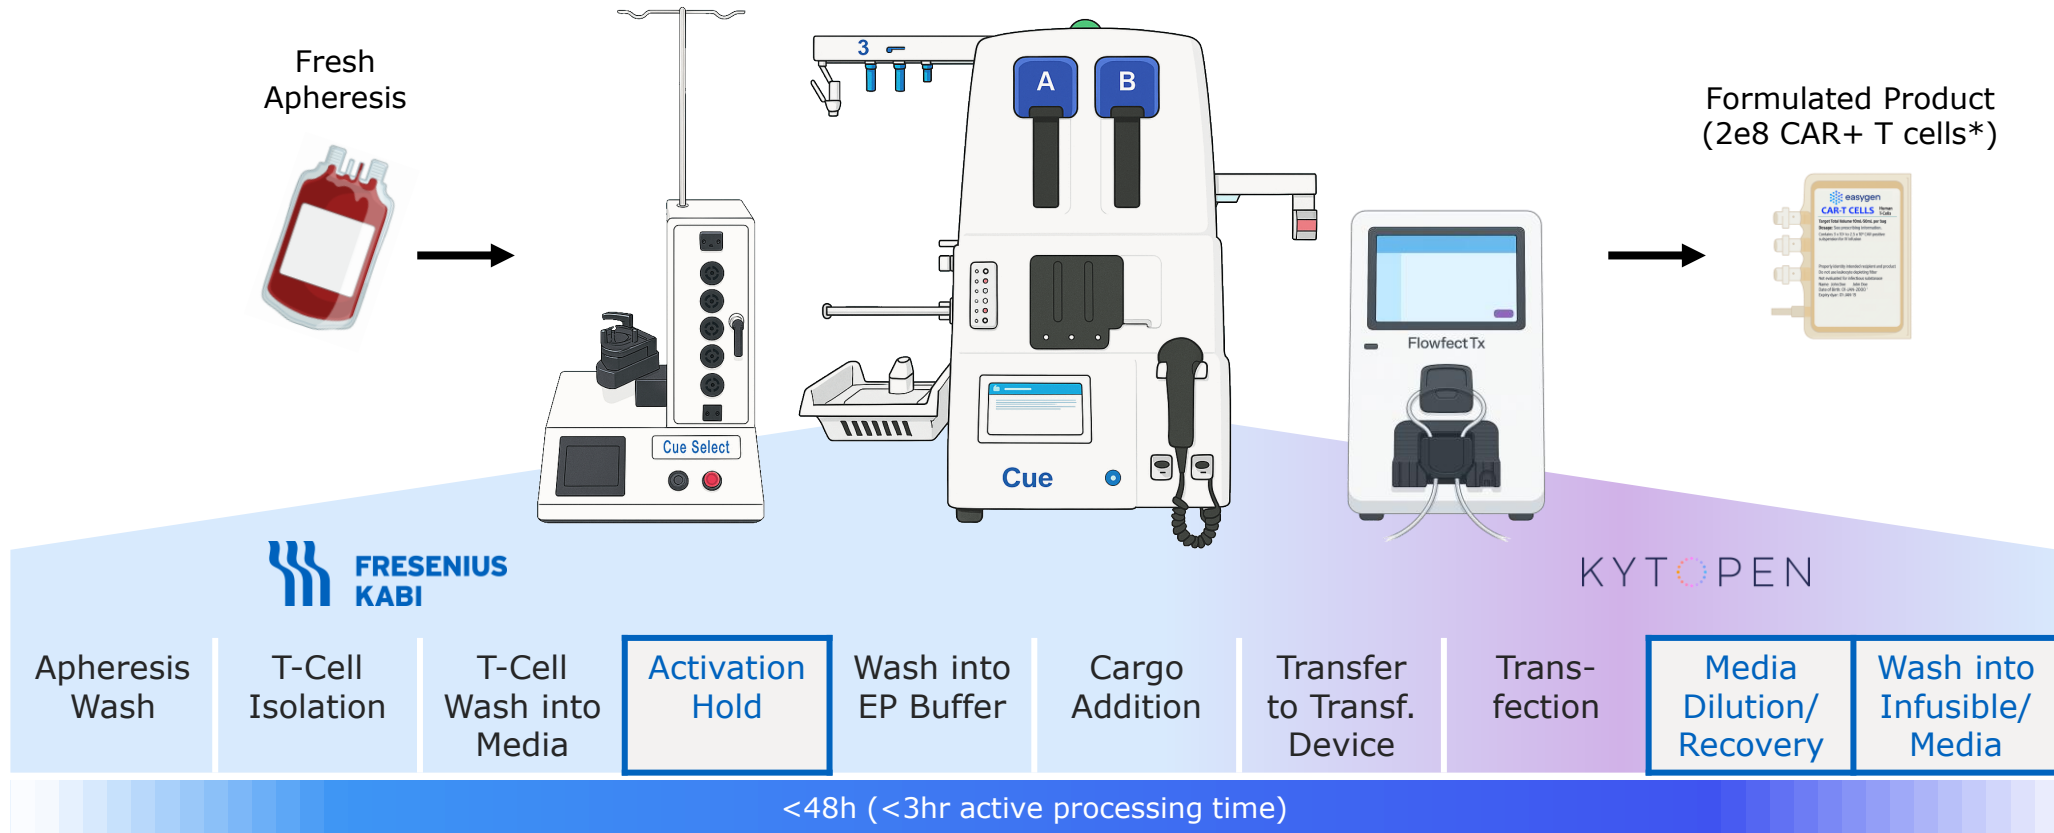 Fresh
Apheresis
3
A
B
Formulated Product
(2e8 CAR+ T cells*)
easygen
CAR-T CELLS
Human
T-Cells
Flowfect Tx
Cue Select
Cue
FRESENIUS
KABI
KYTOPEN
Apheresis
Wash
T-Cell
Isolation
T-Cell
Wash into
Media
Activation
Hold
Wash into
EP Buffer
Cargo
Addition
Transfer
to Transf.
Device
Trans-
fection
Media
Dilution/
Recovery
Wash into
Infusible/
Media
<48h (<3hr active processing time)